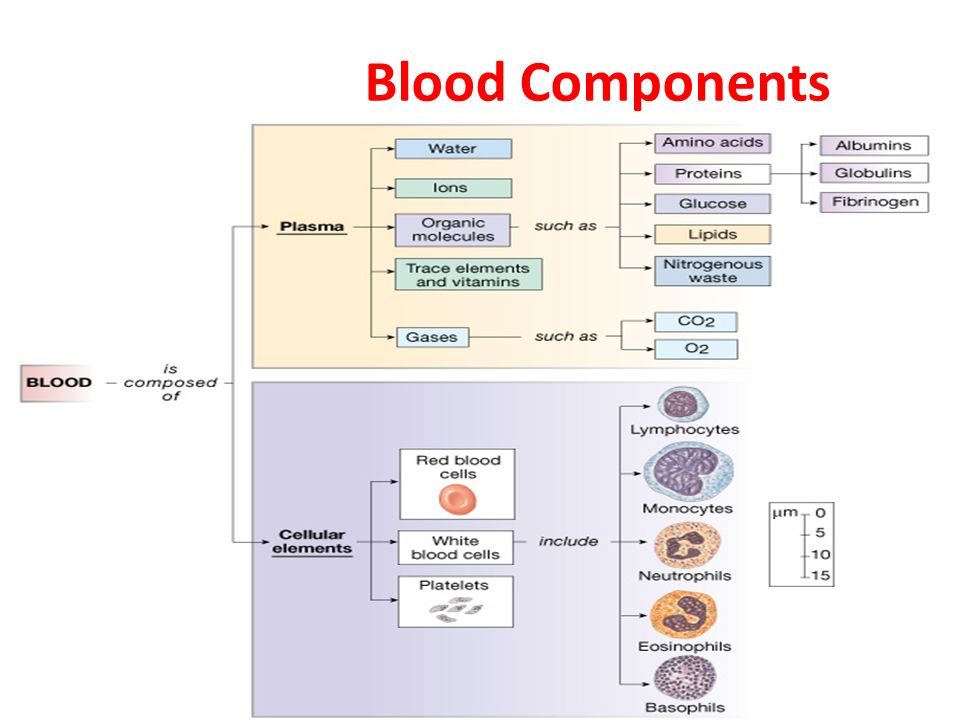 Blood Components
BLOOD
is
composed
of
Plasma
Water
Ions
Organic
molecules
Trace elements
and vitamins
Gases
such as
Amino acids
Proteins
Glucose
Lipids
Nitrogenous
waste
Albumins
Globulins
Fibrinogen
such as
CO2
O2
Cellular
elements
Red blood
cells
White
blood cells
Platelets
include
Lymphocytes
Monocytes
Neutrophils
Eosinophils
Basophils
µm 0
5
10
15